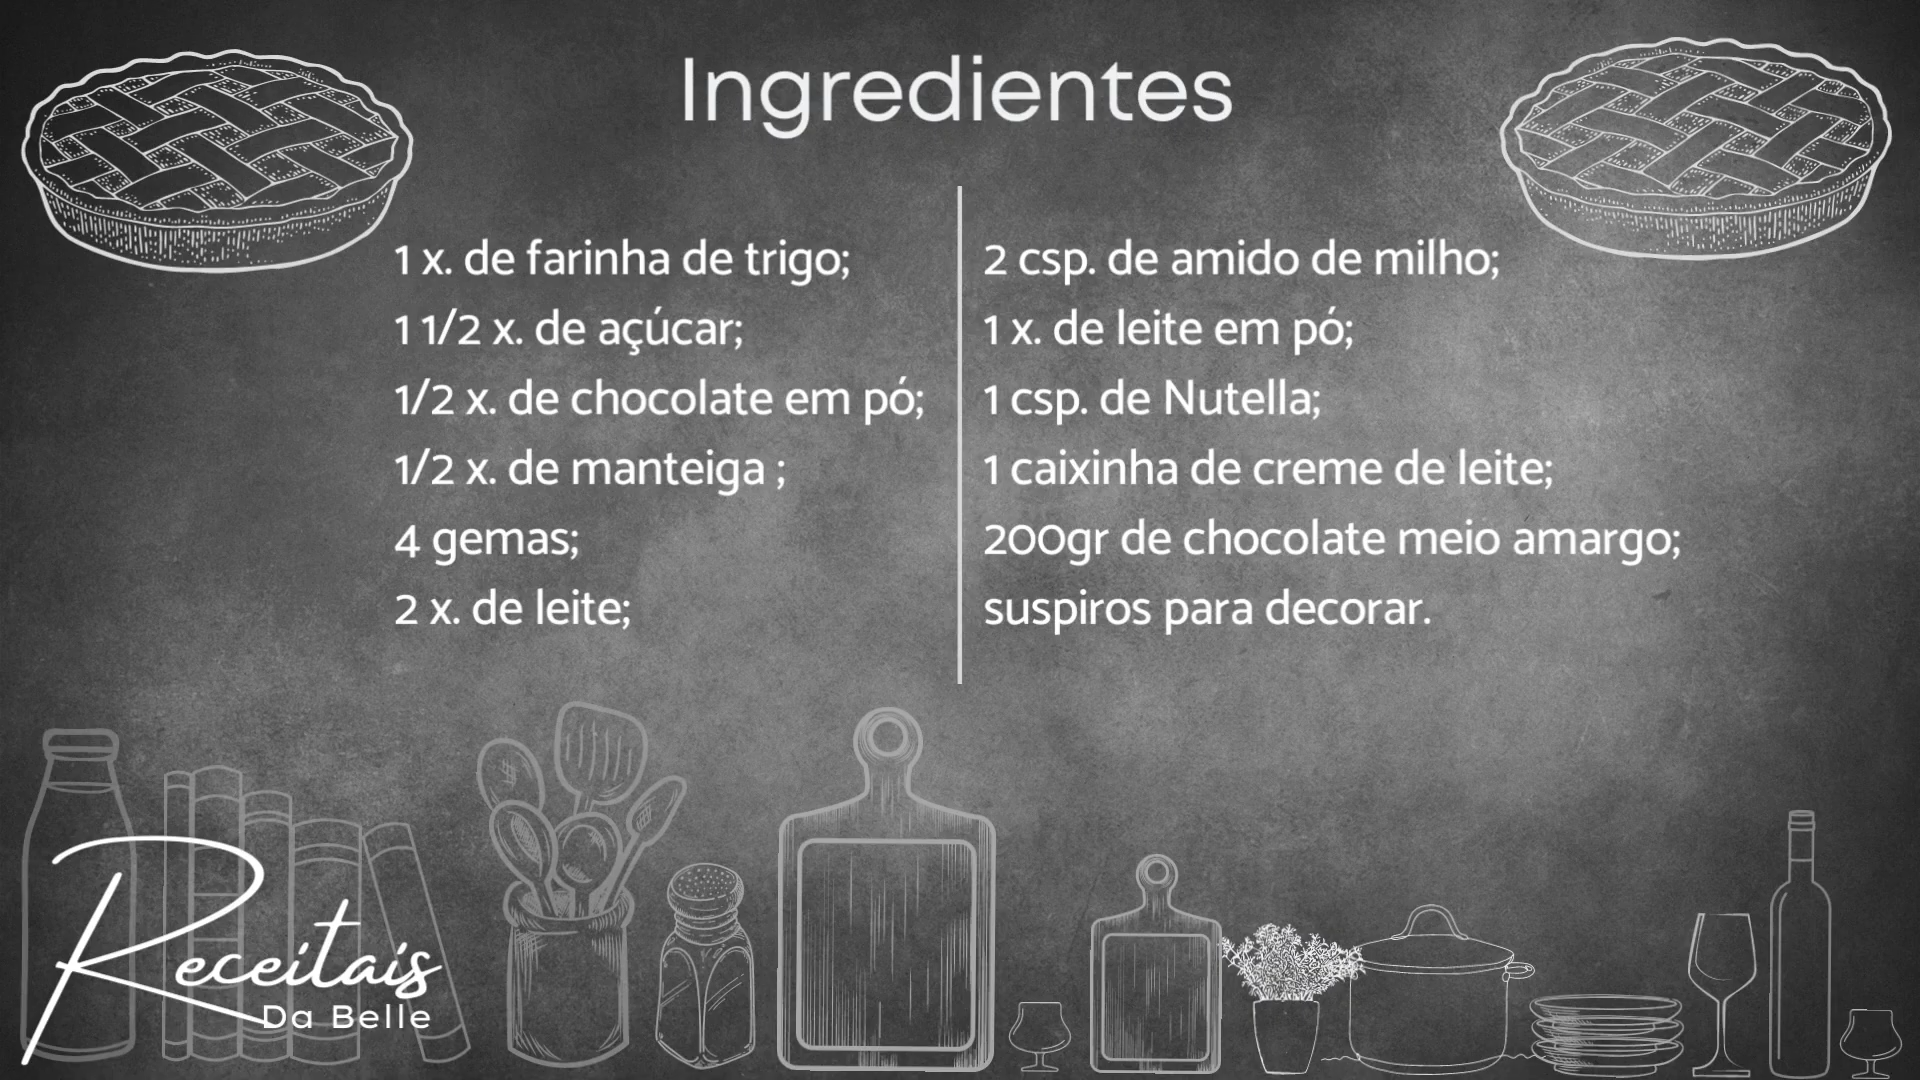 Ingredientes
1 x. de farinha de trigo;
1 1/2 x. de açúcar;
1/2 x. de chocolate em pó;
1/2 x. de manteiga ;
4 gemas;
2 x. de leite;
2 csp. de amido de milho;
1 x. de leite em pó;
1 csp. de Nutella;
1 caixinha de creme de leite;
200gr de chocolate meio amargo;
suspiros para decorar.
Receitais
Da Belle